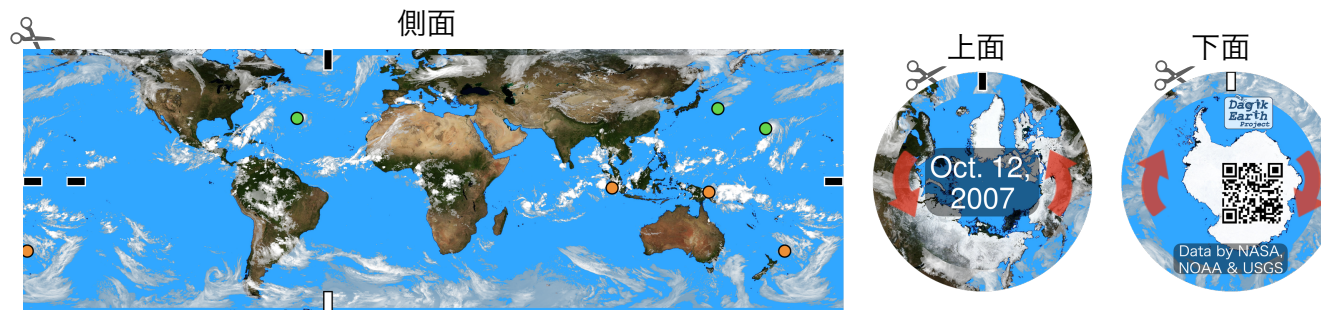 側面
上面
下面
Oct. 12,
2007
Dagik
Earth
Project
Data by NASA,
NOAA & USGS